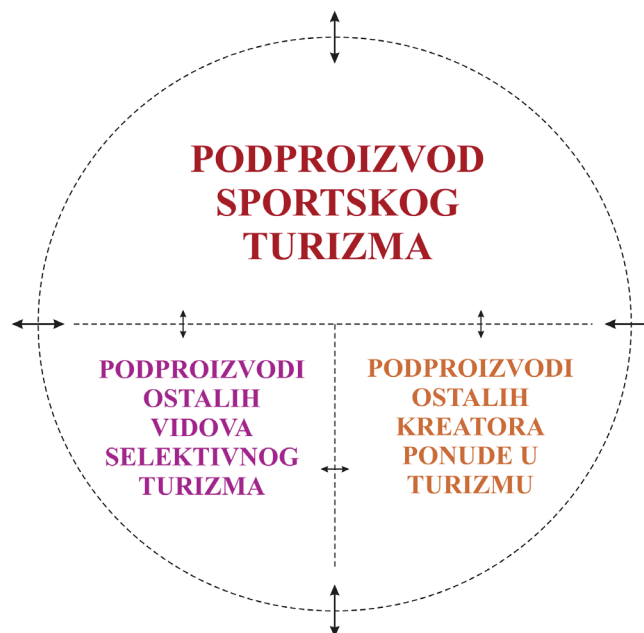 PODPROIZVOD
SPORTSKOG
TURIZMA
PODPROIZVODI
OSTALIH
VIDOVA
SELEKTIVNOG
TURIZMA
PODPROIZVODI
OSTALIH
KREATORA
PONUDE U
TURIZMU